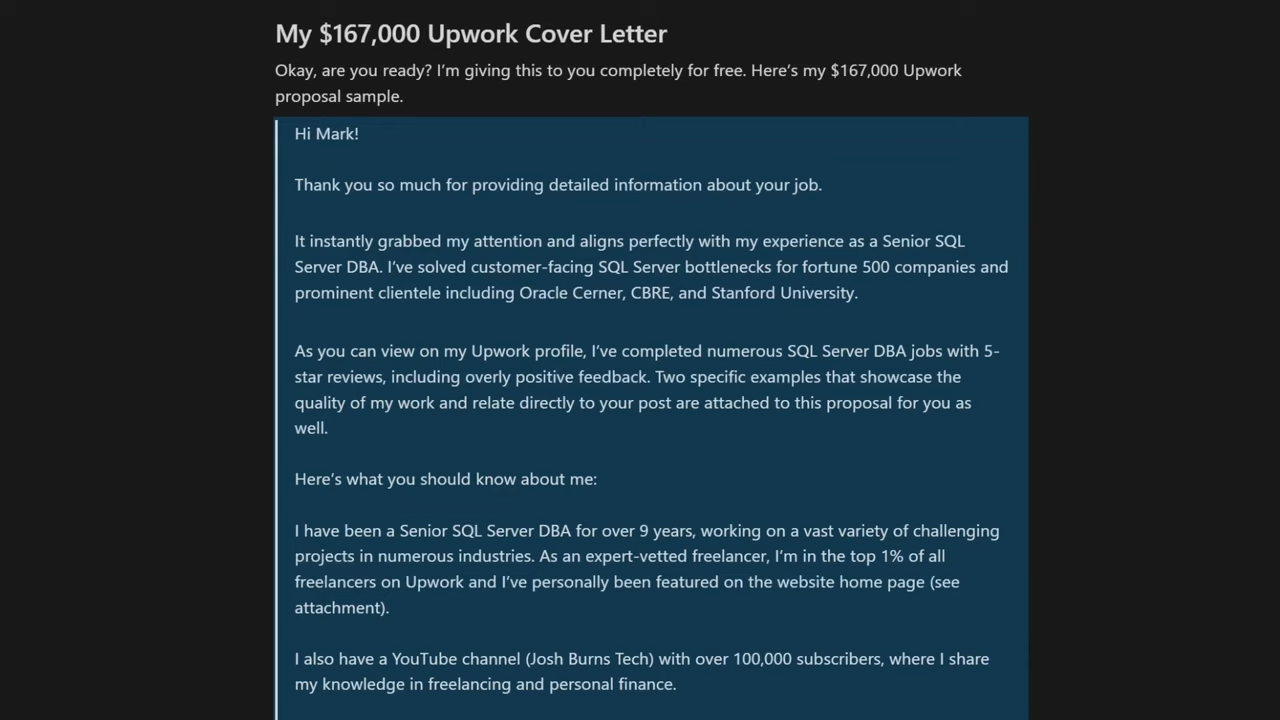 My $167,000 Upwork Cover Letter
Okay, are you ready? I’m giving this to you completely for free. Here’s my $167,000 Upwork
proposal sample.
Hi Mark!
Thank you so much for providing detailed information about your job.
It instantly grabbed my attention and aligns perfectly with my experience as a Senior SQL
Server DBA. I’ve solved customer-facing SQL Server bottlenecks for fortune 500 companies and
prominent clientele including Oracle Cerner, CBRE, and Stanford University.
As you can view on my Upwork profile, I’ve completed numerous SQL Server DBA jobs with 5-
star reviews, including overly positive feedback. Two specific examples that showcase the
quality of my work and relate directly to your post are attached to this proposal for you as
well.
Here’s what you should know about me:
I have been a Senior SQL Server DBA for over 9 years, working on a vast variety of challenging
projects in numerous industries. As an expert-vetted freelancer, I’m in the top 1% of all
freelancers on Upwork and I’ve personally been featured on the website home page (see
attachment).
I also have a YouTube channel (Josh Burns Tech) with over 100,000 subscribers, where I share
my knowledge in freelancing and personal finance.